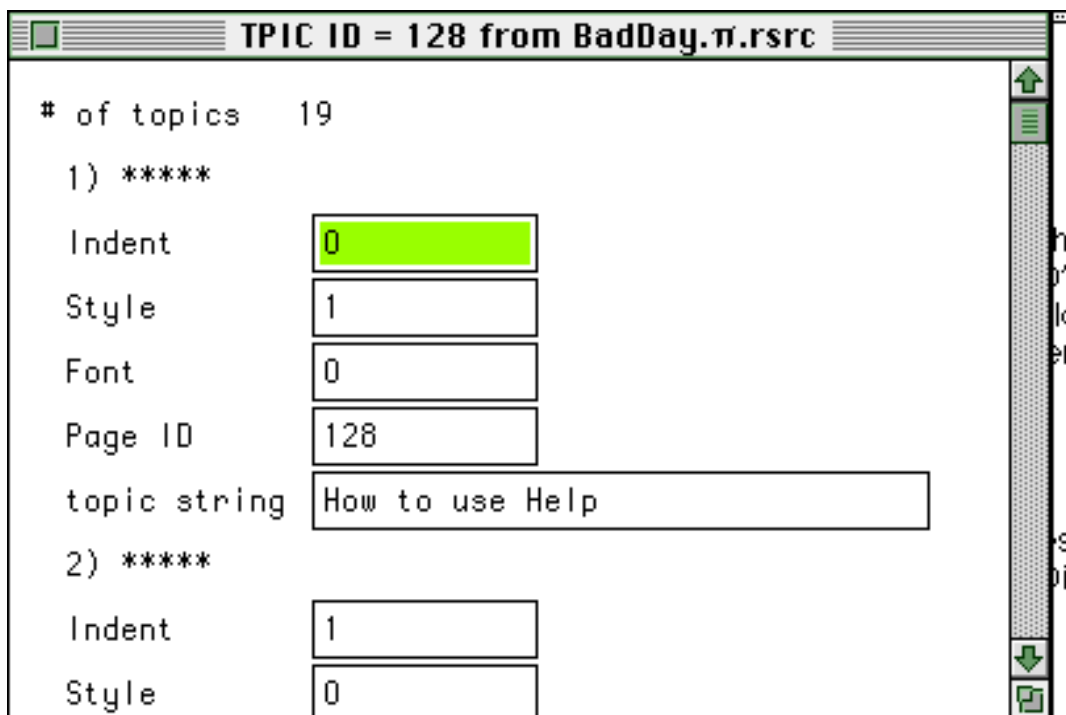 TPIC ID = 128 from BadDay.π.rsrc
# of topics 19
1) *****
Indent 0
Style 1
Font 0
Page ID 128
topic string How to use Help
2) *****
Indent 1
Style 0